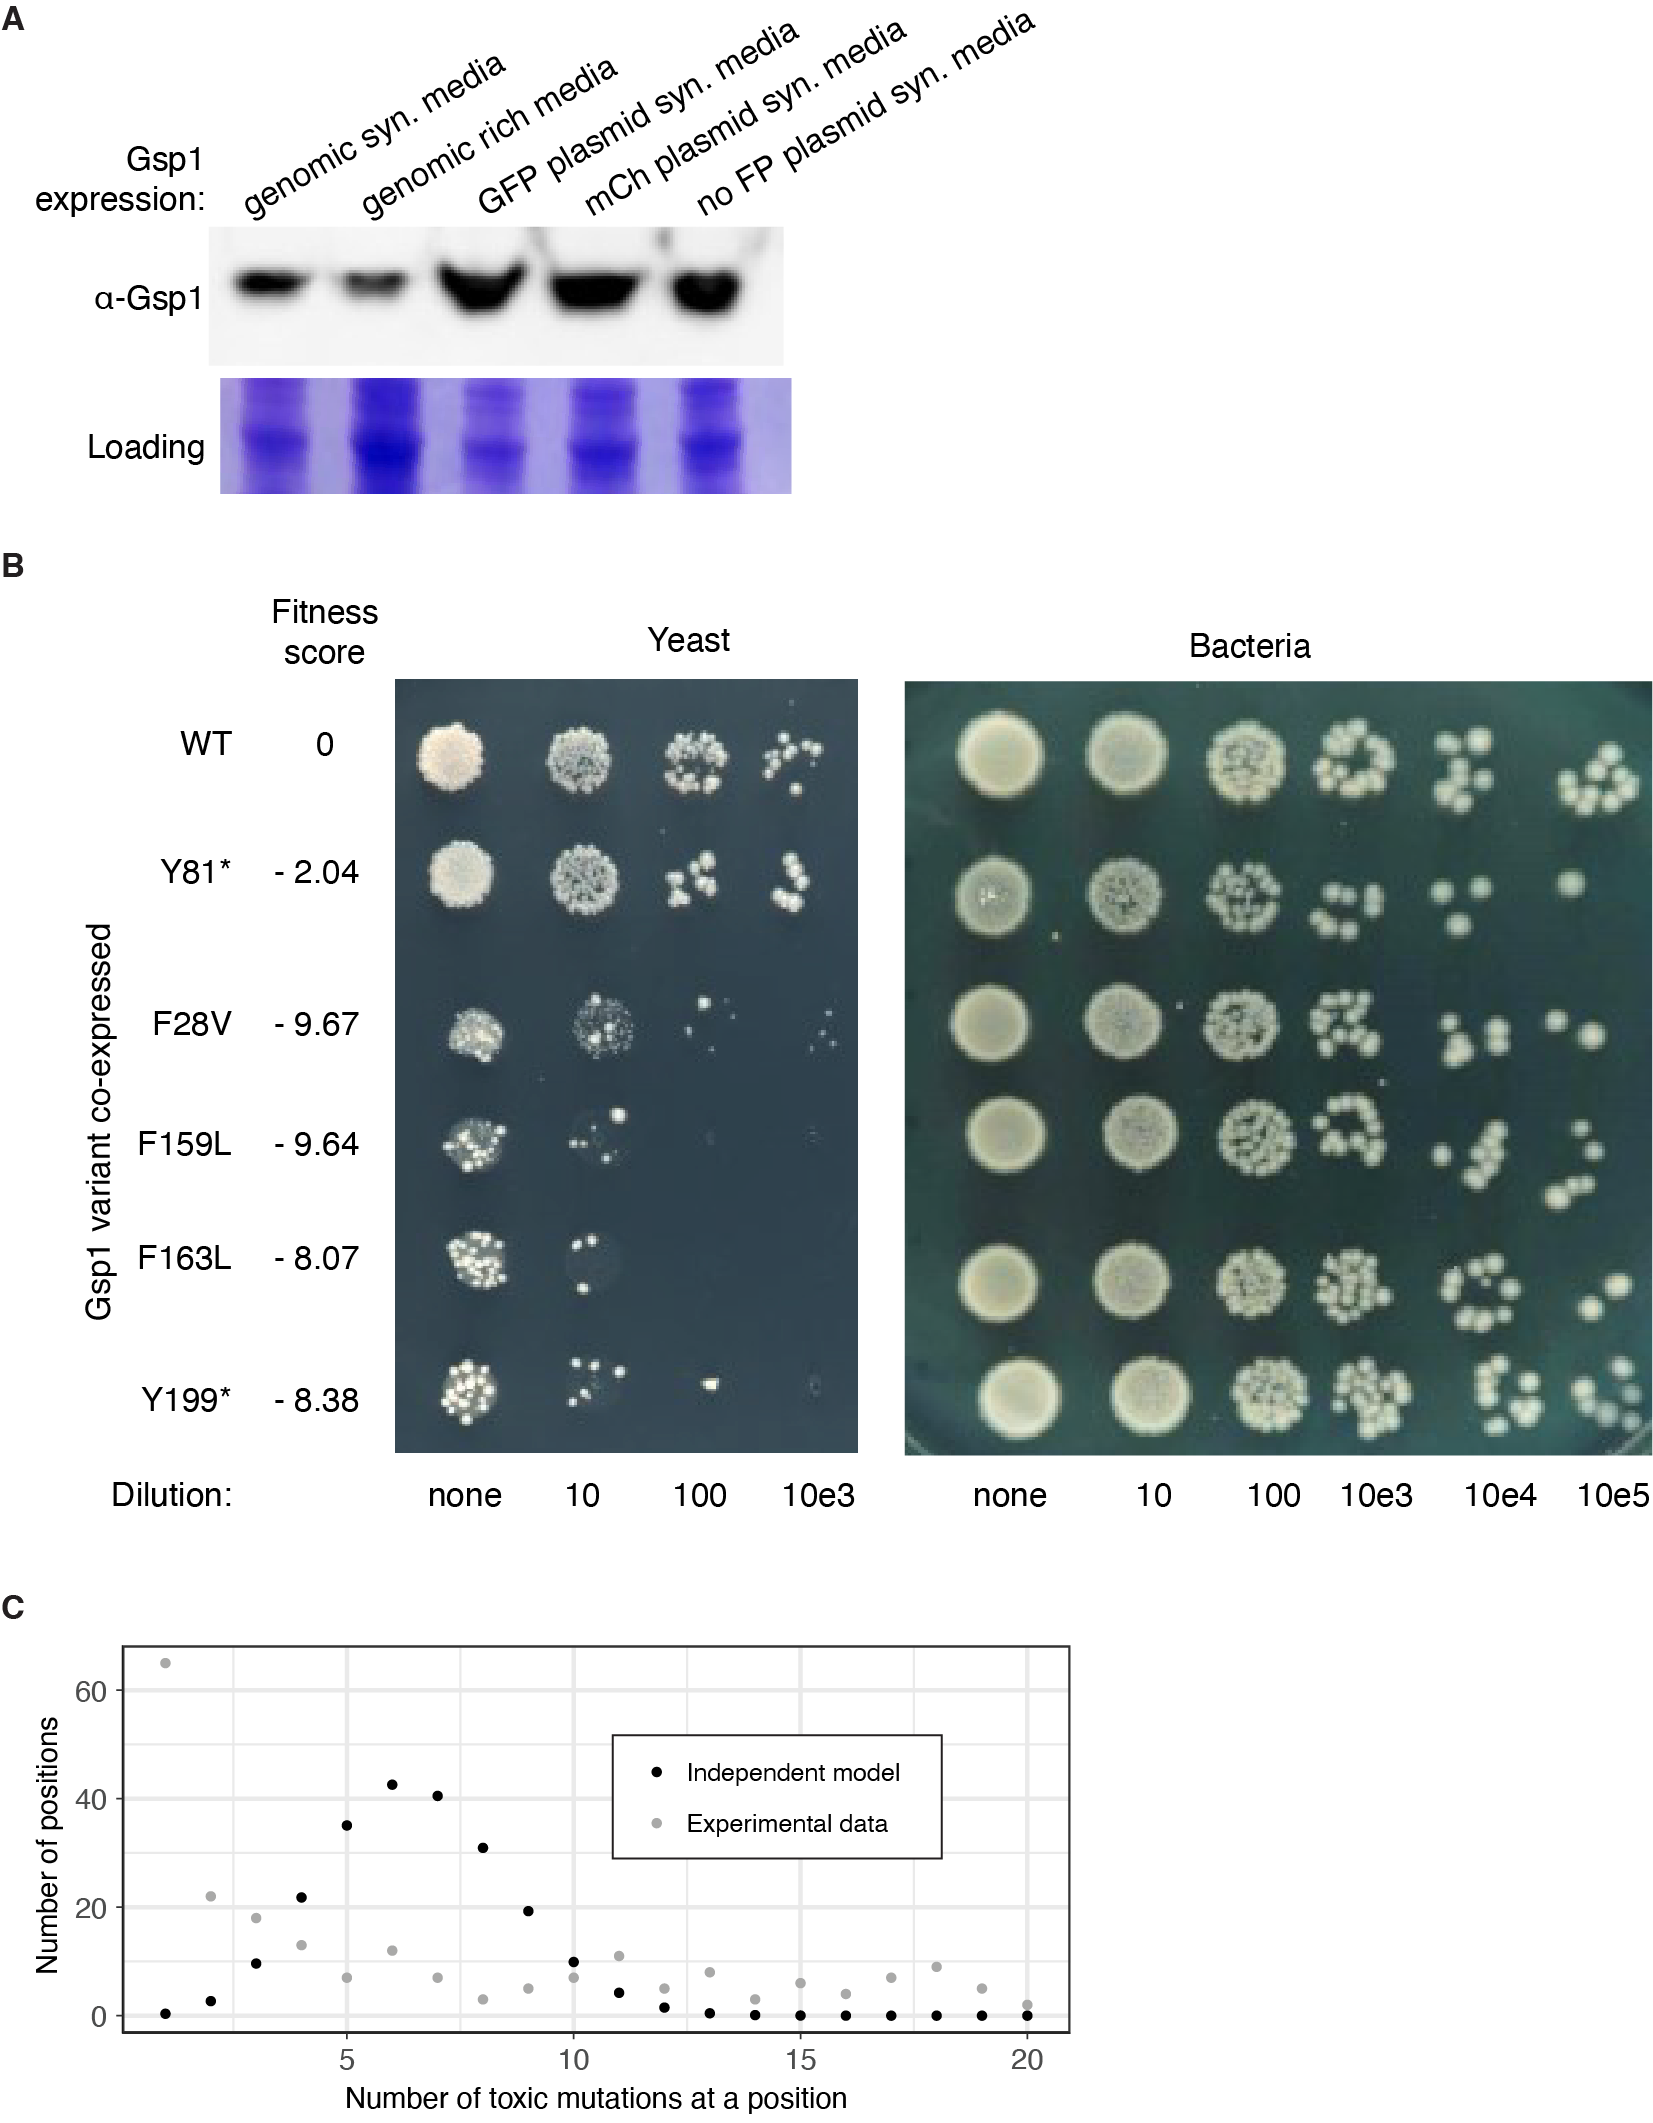 A
genomic syn. media
genomic rich media
GFP plasmid syn. media
mCh plasmid syn. media
no FP plasmid syn. media
Gsp1
expression:
α-Gsp1
Loading
B
Fitness
score
Yeast
Bacteria
Gsp1 variant co-expressed
WT 0
Y81* - 2.04
F28V - 9.67
F159L - 9.64
F163L - 8.07
Y199* - 8.38
Dilution: none 10 100 10e3 none 10 100 10e3 10e4 10e5
C
Number of positions
60
40
20
0
Independent model
Experimental data
5 10 15 20
Number of toxic mutations at a position